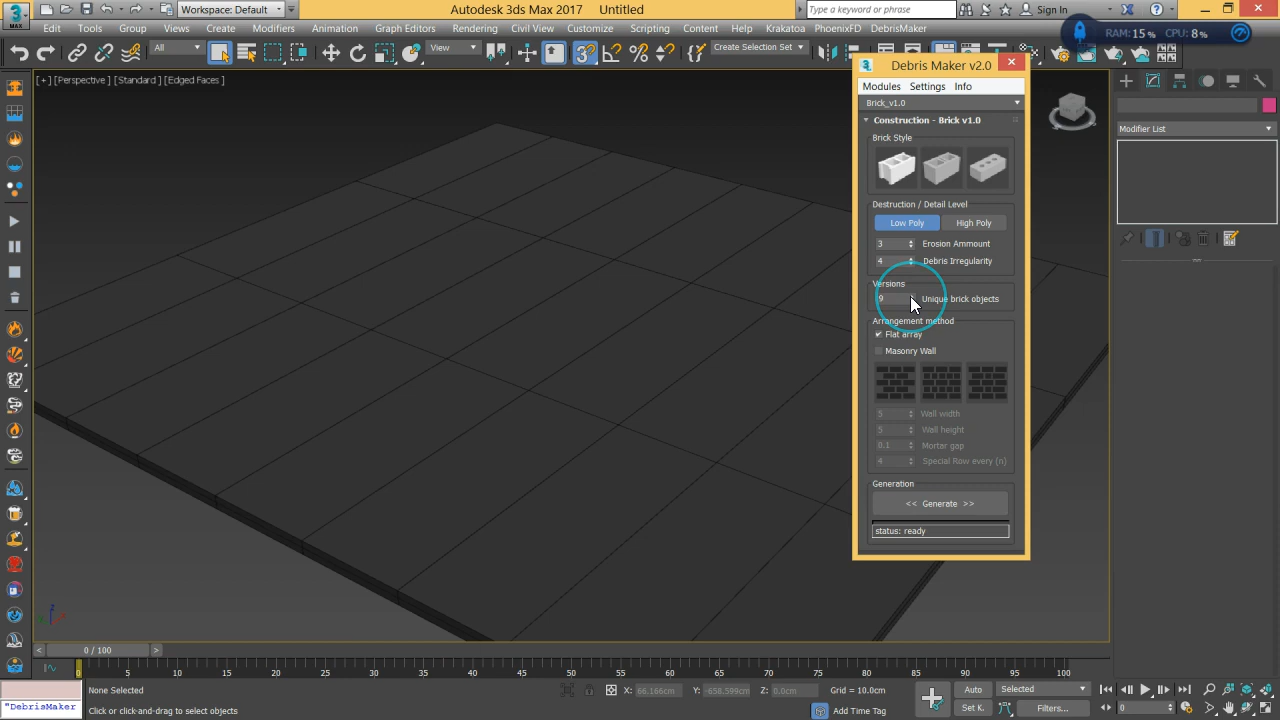 3 MAX Workspace: Default Autodesk 3ds Max 2017 Untitled Type a keyword or phrase Sign In
Edit Tools Group Views Create Modifiers Animation Graph Editors Rendering Civil View Customize Scripting Content Help Krakatoa PhoenixFD DebrisMaker
RAM: 15 % CPU: 8 %
All View Create Selection Set
[+] [Perspective] [Standard] [Edged Faces]
Debris Maker v2.0
Modules Settings Info
Brick_v1.0
Construction - Brick v1.0
Brick Style
Destruction / Detail Level
Low Poly High Poly
3 Erosion Ammount
4 Debris Irregularity
Versions
9 Unique brick objects
Arrangement method
Flat array
Masonry Wall
5 Wall width
5 Wall height
0.1 Mortar gap
4 Special Row every (n)
Generation
<< Generate >>
status: ready
Modifier List
< 0 / 100 >
0 5 10 15 20 25 30 35 40 45 50 55 60 65 70 75 80 85 90 95 100
None Selected X: 66.166cm Y: -658.599cm Z: 0.0cm Grid = 10.0cm Auto Selected
"DebrisMaker Click or click-and-drag to select objects Add Time Tag Set K. Filters... 0